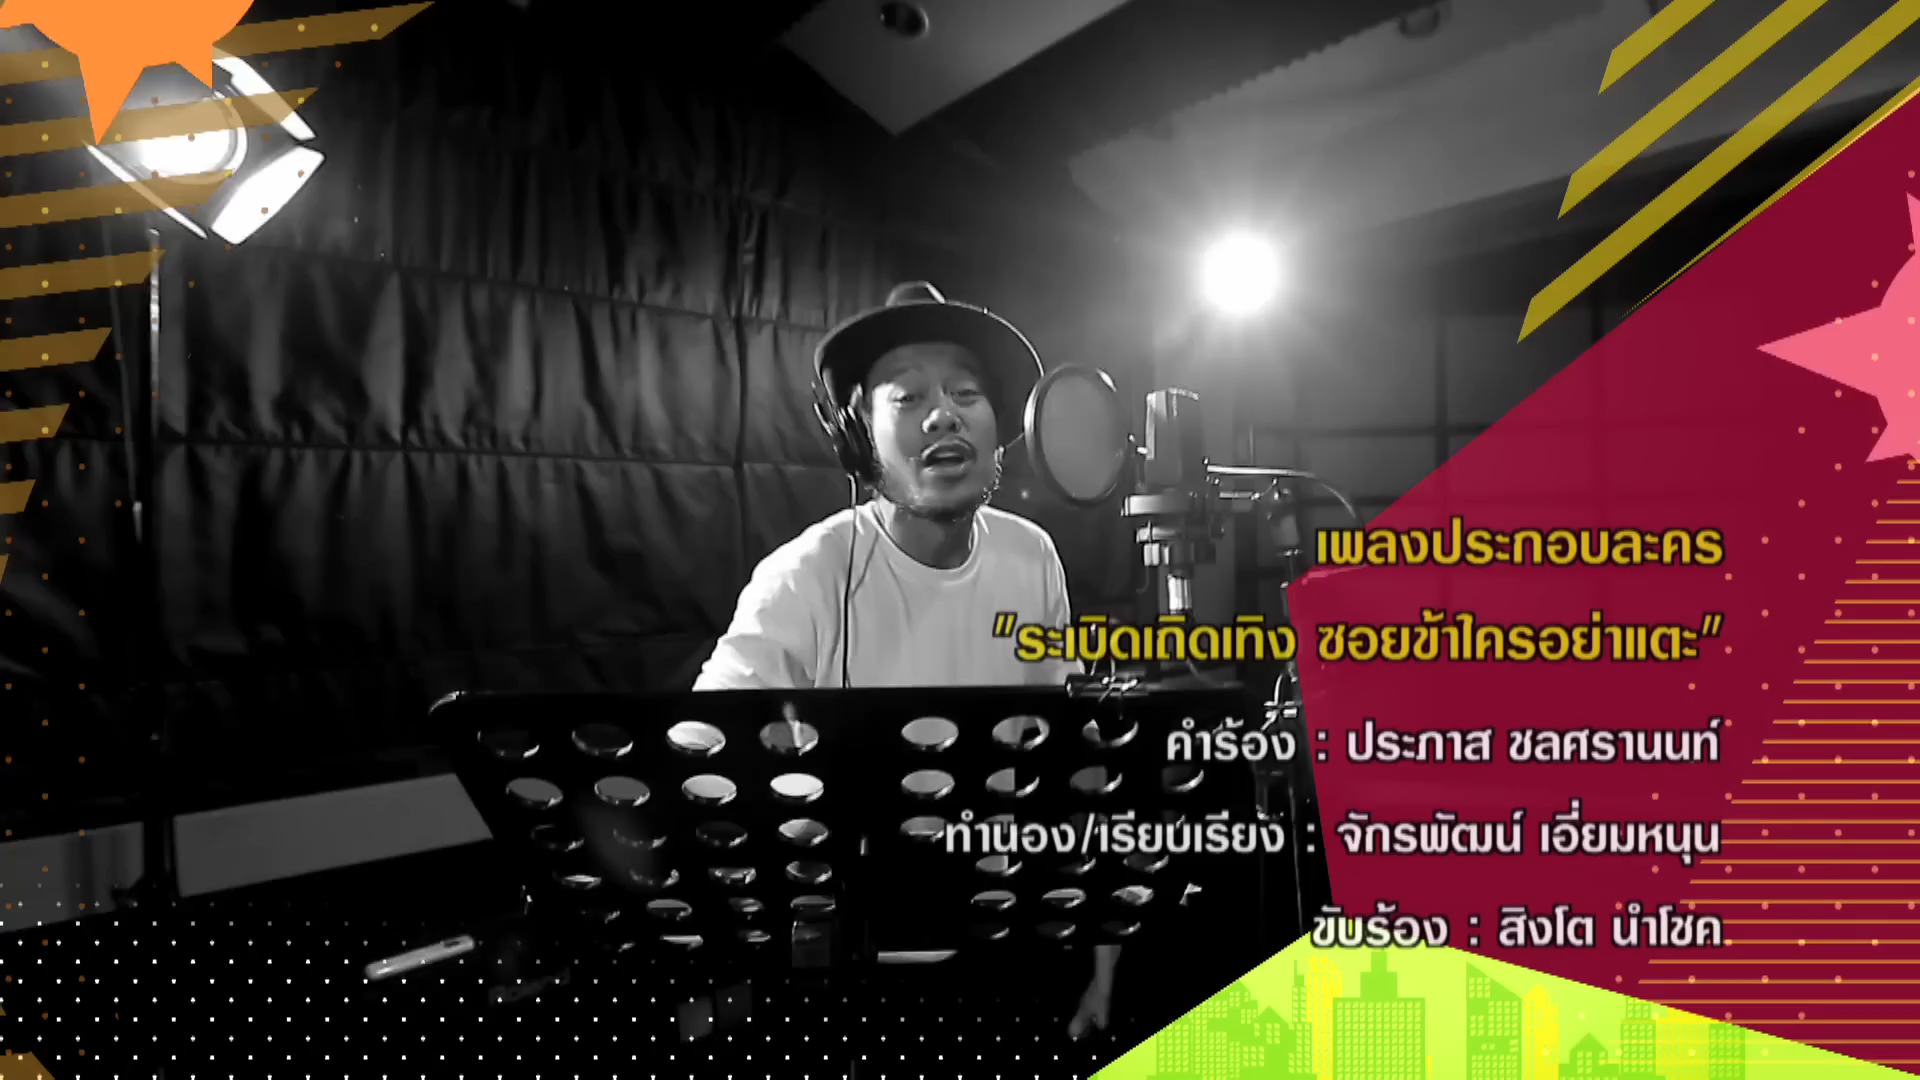 เพลงประกอบละคร
"ระเบิดเถิดเทิง ซอยข้าใครอย่าแตะ"
คำร้อง : ประภาส ชลศรานนท์
ทำนอง/เรียบเรียง : จักรพัฒน์ เอี่ยมหนุน
ขับร้อง : สิงโต นำโชค